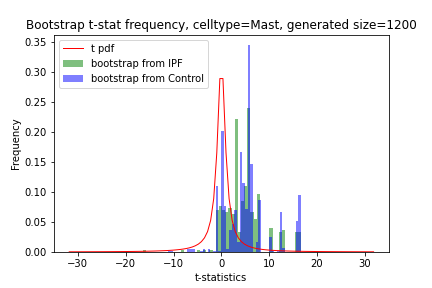 Bootstrap t-stat frequency, celltype=Mast, generated size=1200
t pdf
bootstrap from IPF
bootstrap from Control
0.35
0.30
0.25
0.20
0.15
0.10
0.05
0.00
Frequency
−30 −20 −10 0 10 20 30
t-statistics